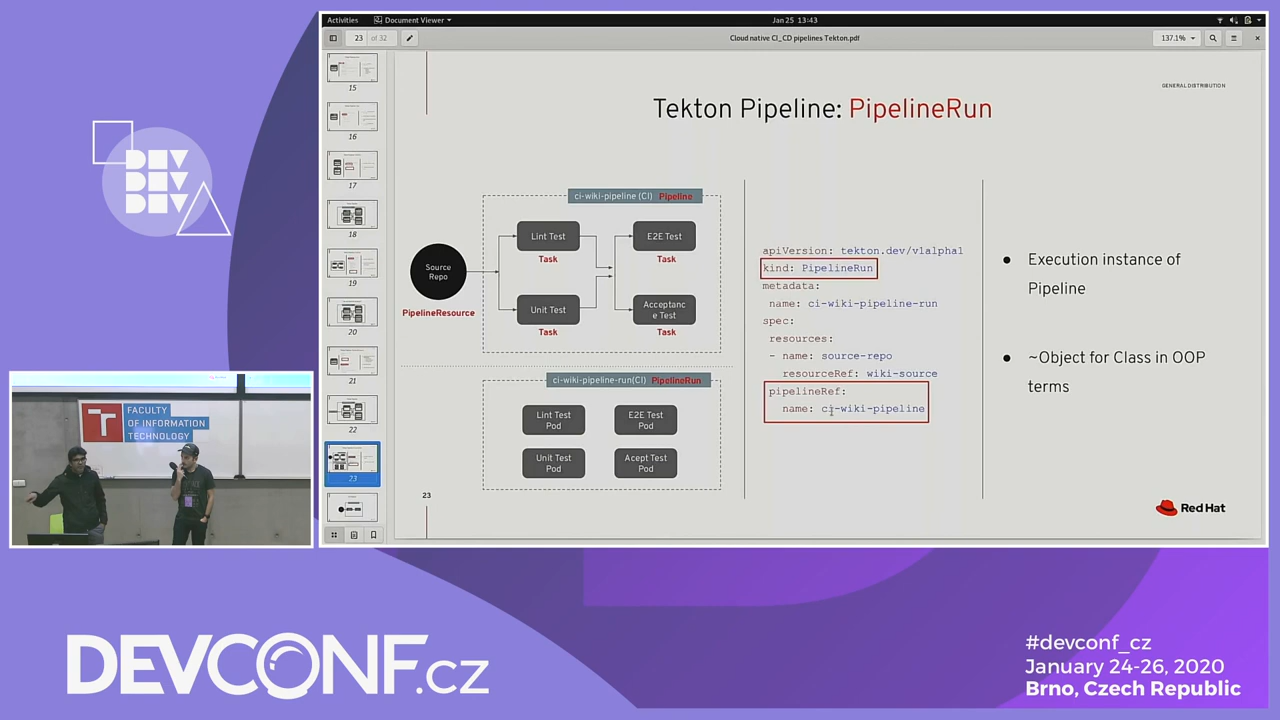 Activities
Document Viewer
Jan 25 13:43
23 of 32
Cloud native CI_CD pipelines Tekton.pdf
137.1%
15
16
17
18
19
20
21
22
23
GENERAL DISTRIBUTION
Tekton Pipeline: PipelineRun
ci-wiki-pipeline (CI) Pipeline
Source
Repo
PipelineResource
Lint Test
Task
E2E Test
Task
Unit Test
Task
Acceptanc
e Test
Task
ci-wiki-pipeline-run(CI) PipelineRun
Lint Test
Pod
E2E Test
Pod
Unit Test
Pod
Acept Test
Pod
apiVersion: tekton.dev/v1alpha1
kind: PipelineRun
metadata:
name: ci-wiki-pipeline-run
spec:
resources:
- name: source-repo
resourceRef: wiki-source
pipelineRef:
name: ci-wiki-pipeline
Execution instance of
Pipeline
~Object for Class in OOP
terms
23
Red Hat
DEV
DEV
DEV
T
FACULTY
OF INFORMATION
TECHNOLOGY
DEVCONF.cz
#devconf_cz
January 24-26, 2020
Brno, Czech Republic